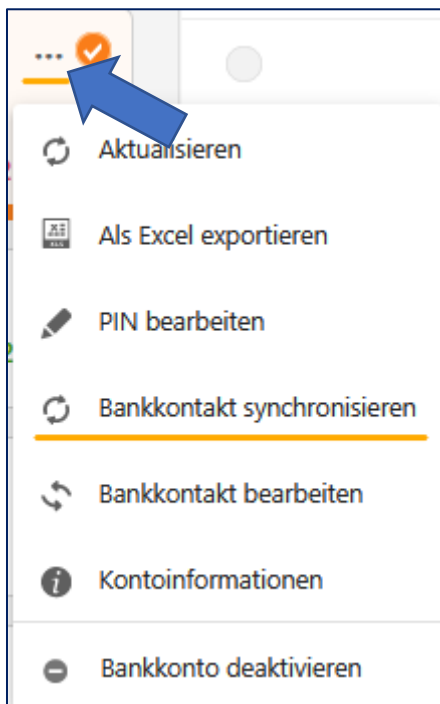 ...
Aktualisieren
Als Excel exportieren
PIN bearbeiten
Bankkontakt synchronisieren
Bankkontakt bearbeiten
Kontoinformationen
Bankkonto deaktivieren